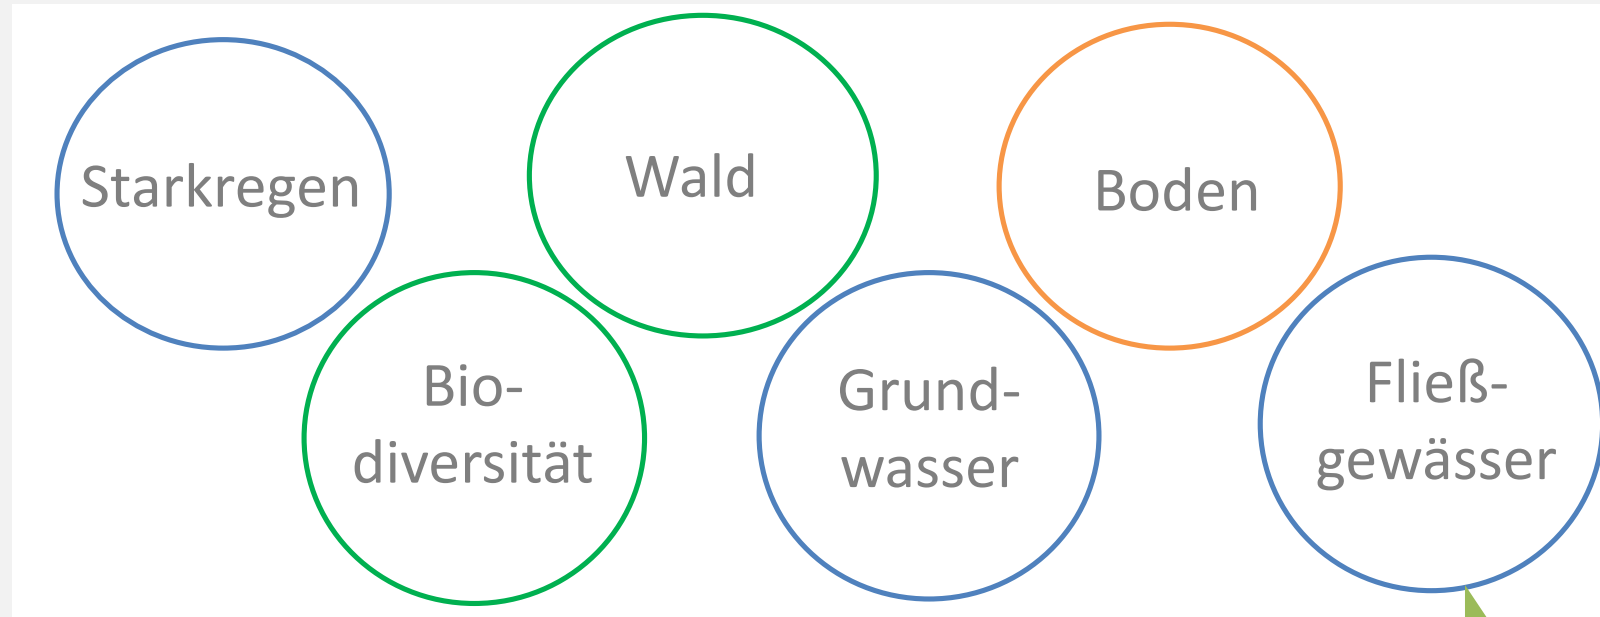 Starkregen
Wald
Boden
Bio-
diversität
Grund-
wasser
Fließ-
gewässer